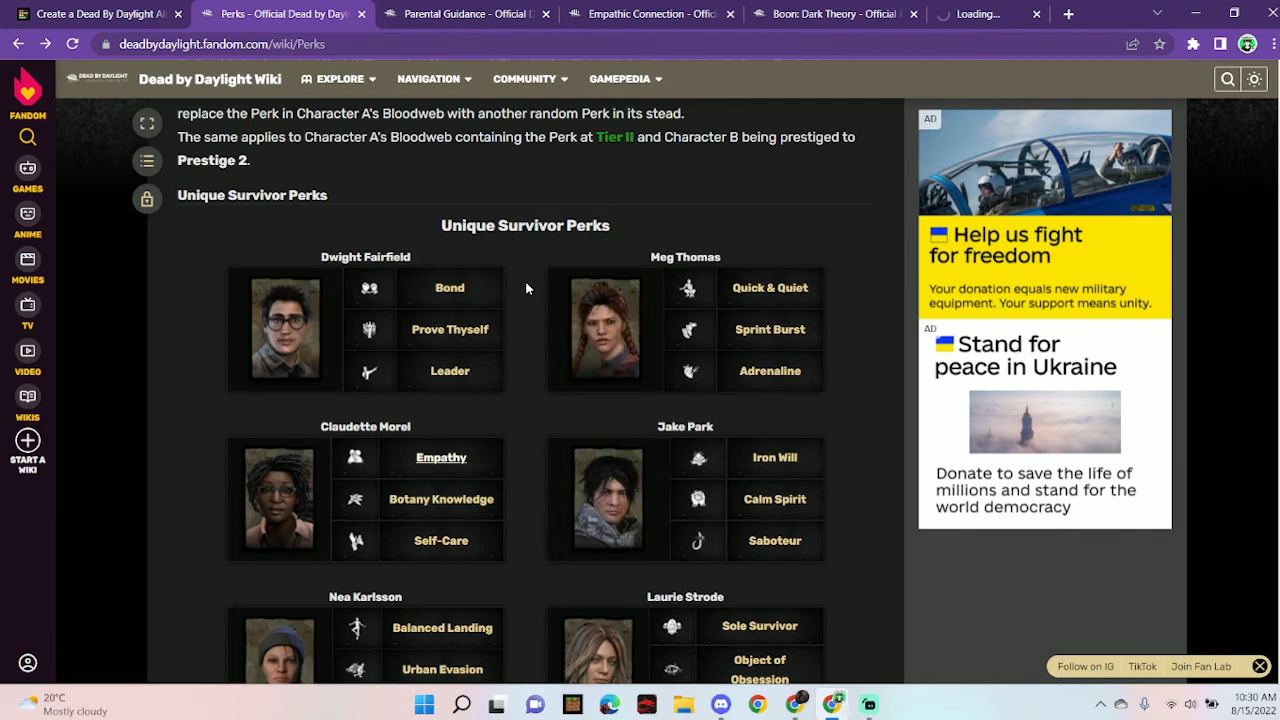 Create a Dead by Daylight
Perks - Dead by Daylight
Parental Guidance - Official D
Empathic Connection - Official
Boon: Dark Theory - Official
Loading...
deadbydaylight.fandom.com/wiki/Perks
FANDOM
DEAD BY DAYLIGHT
Dead by Daylight Wiki
EXPLORE
NAVIGATION
COMMUNITY
GAMEPEDIA
GAMES
ANIME
MOVIES
TV
VIDEO
WIKIS
START A
WIKI
replace the Perk in Character A's Bloodweb with another random Perk in its stead.
The same applies to Character A's Bloodweb containing the Perk at Tier II and Character B being prestiged to
Prestige 2.
Unique Survivor Perks
Unique Survivor Perks
Dwight Fairfield
Bond
Prove Thyself
Leader
Meg Thomas
Quick & Quiet
Sprint Burst
Adrenaline
Claudette Morel
Empathy
Botany Knowledge
Self-Care
Jake Park
Iron Will
Calm Spirit
Saboteur
Nea Karlsson
Balanced Landing
Urban Evasion
Laurie Strode
Sole Survivor
Object of
Obsession
AD
Help us fight
for freedom
Your donation equals new military
equipment. Your support means unity.
AD
Stand for
peace in Ukraine
Donate to save the life of
millions and stand for the
world democracy
Follow on IG
TikTok
Join Fan Lab
20°C
Mostly cloudy
10:30 AM
8/15/2022